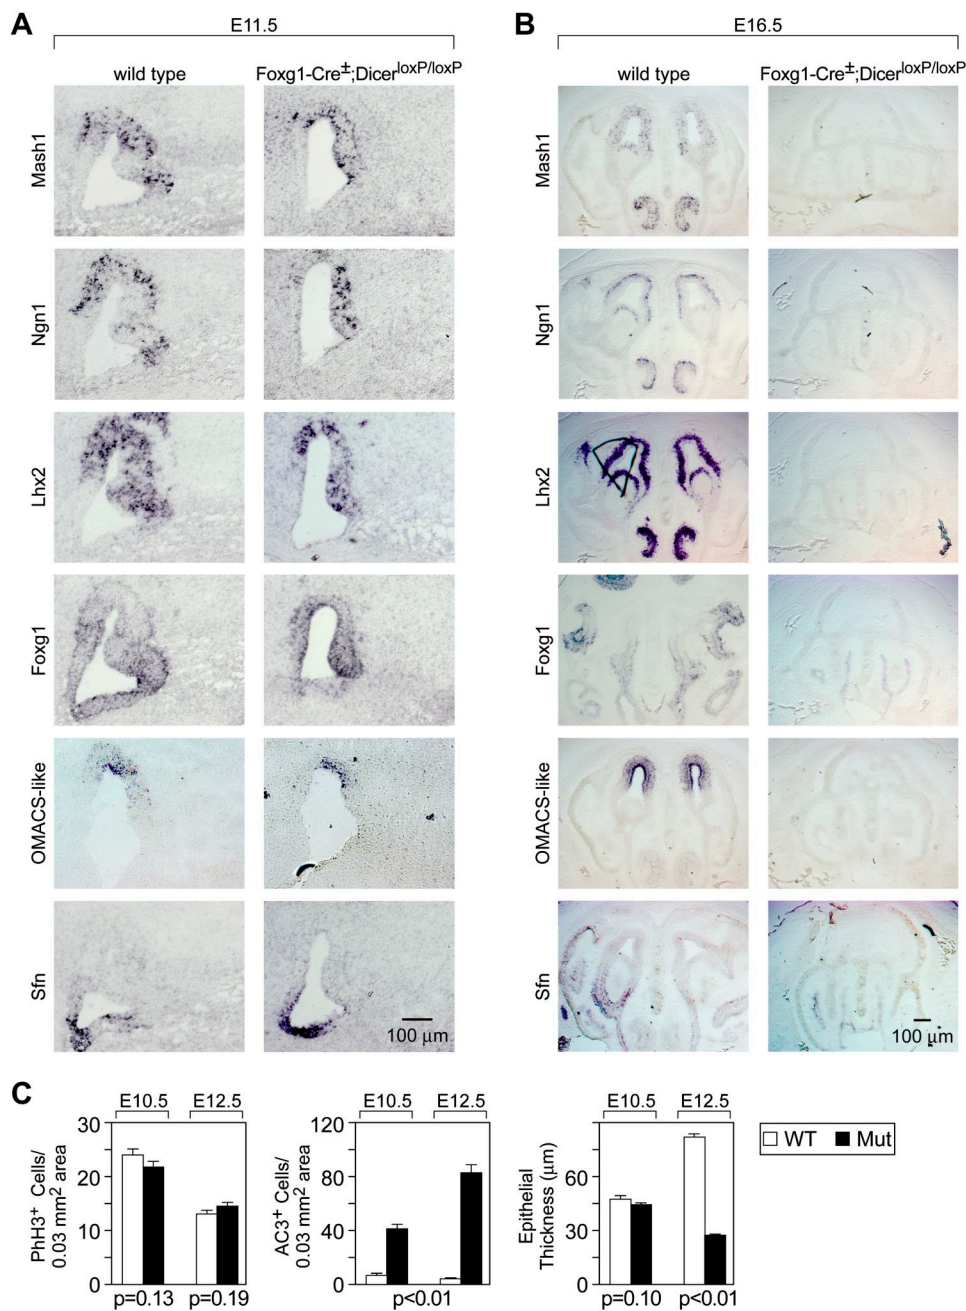 A
E11.5
wild type
Foxg1-Cre±;DicerloxP/loxP
Mash1
Ngn1
Lhx2
Foxg1
OMACS-like
Sfn
100 μm
B
E16.5
wild type
Foxg1-Cre±;DicerloxP/loxP
Mash1
Ngn1
Lhx2
Foxg1
OMACS-like
Sfn
100 μm
C
E10.5
E12.5
PhH3+ Cells/
0.03 mm2 area
30
20
10
0
p=0.13
p=0.19
E10.5
E12.5
AC3+ Cells/
0.03 mm2 area
120
80
40
0
p<0.01
E10.5
E12.5
Epithelial
Thickness (μm)
60
30
0
p=0.10
p<0.01
WT
Mut